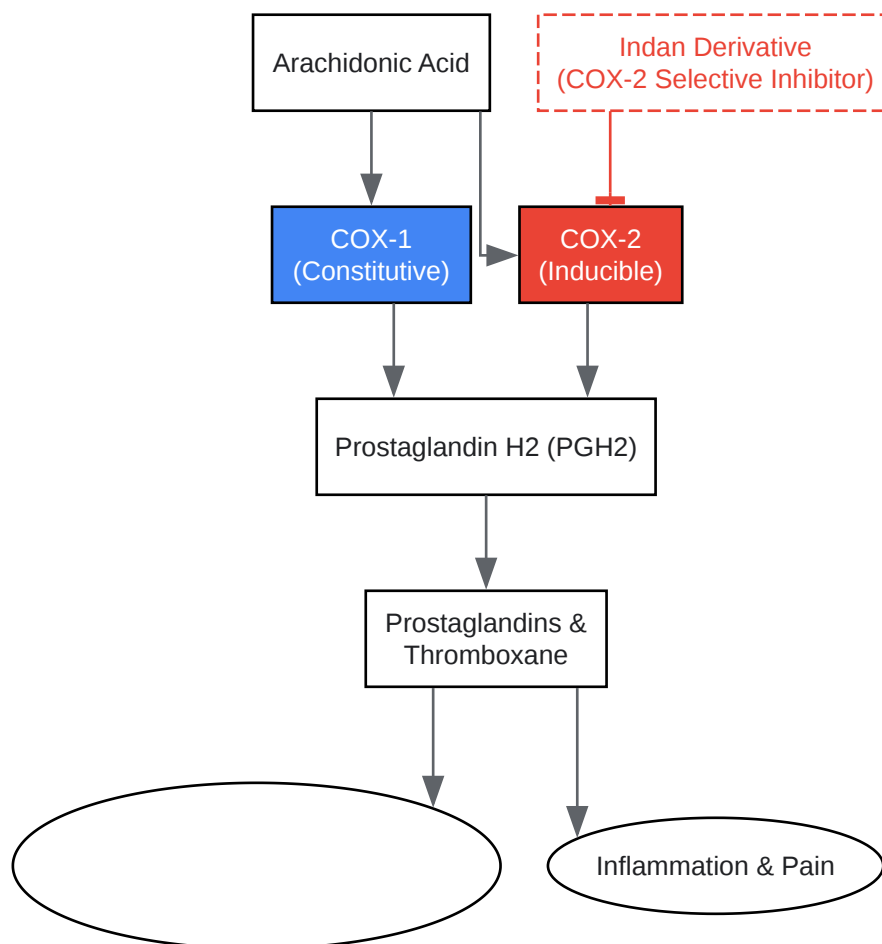 Arachidonic Acid
Indan Derivative
(COX-2 Selective Inhibitor)
COX-1
(Constitutive)
COX-2
(Inducible)
Prostaglandin H2 (PGH2)
Prostaglandins &
Thromboxane
Inflammation & Pain